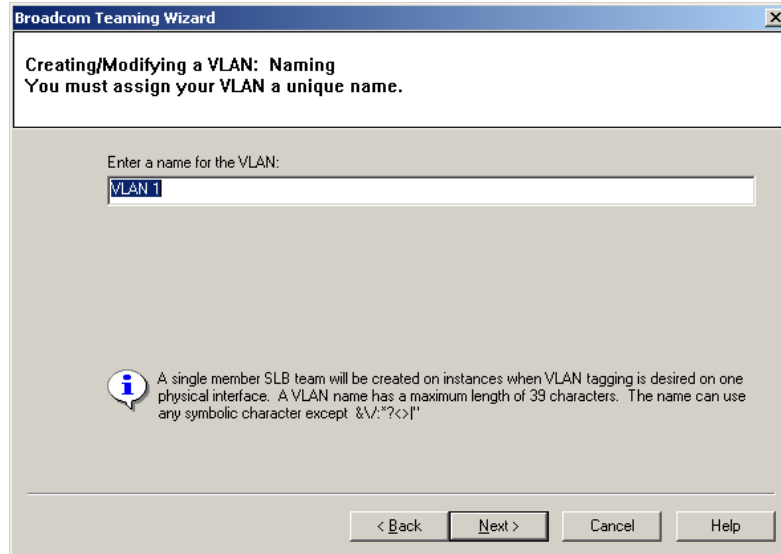 Broadcom Teaming Wizard
Creating/Modifying a VLAN: Naming
You must assign your VLAN a unique name.
Enter a name for the VLAN:
VLAN 1
A single member SLB team will be created on instances when VLAN tagging is desired on one
physical interface. A VLAN name has a maximum length of 39 characters. The name can use
any symbolic character except &\/:*?<>|"
< Back
Next >
Cancel
Help